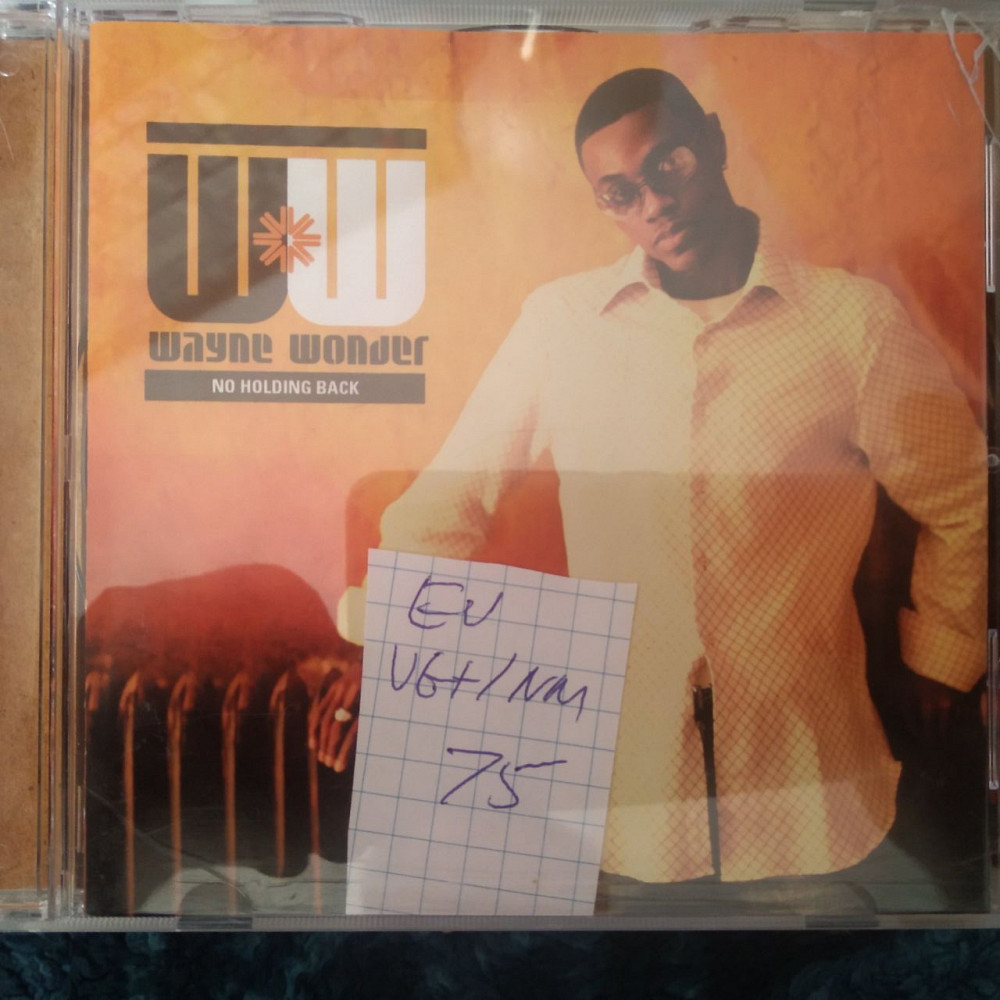 WW
wayne wonder
NO HOLDING BACK
EU
VG+/NM
75